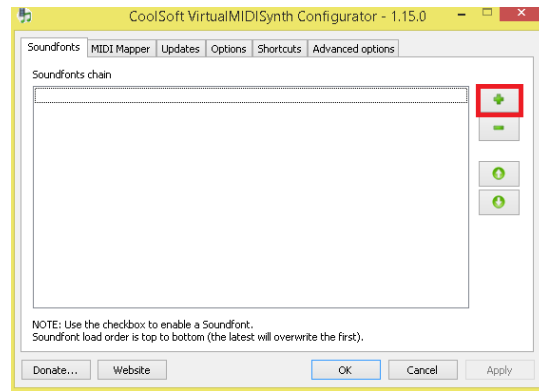 CoolSoft VirtualMIDISynth Configurator - 1.15.0
Soundfonts MIDI Mapper Updates Options Shortcuts Advanced options
Soundfonts chain
NOTE: Use the checkbox to enable a Soundfont.
Soundfont load order is top to bottom (the latest will overwrite the first).
Donate... Website OK Cancel Apply